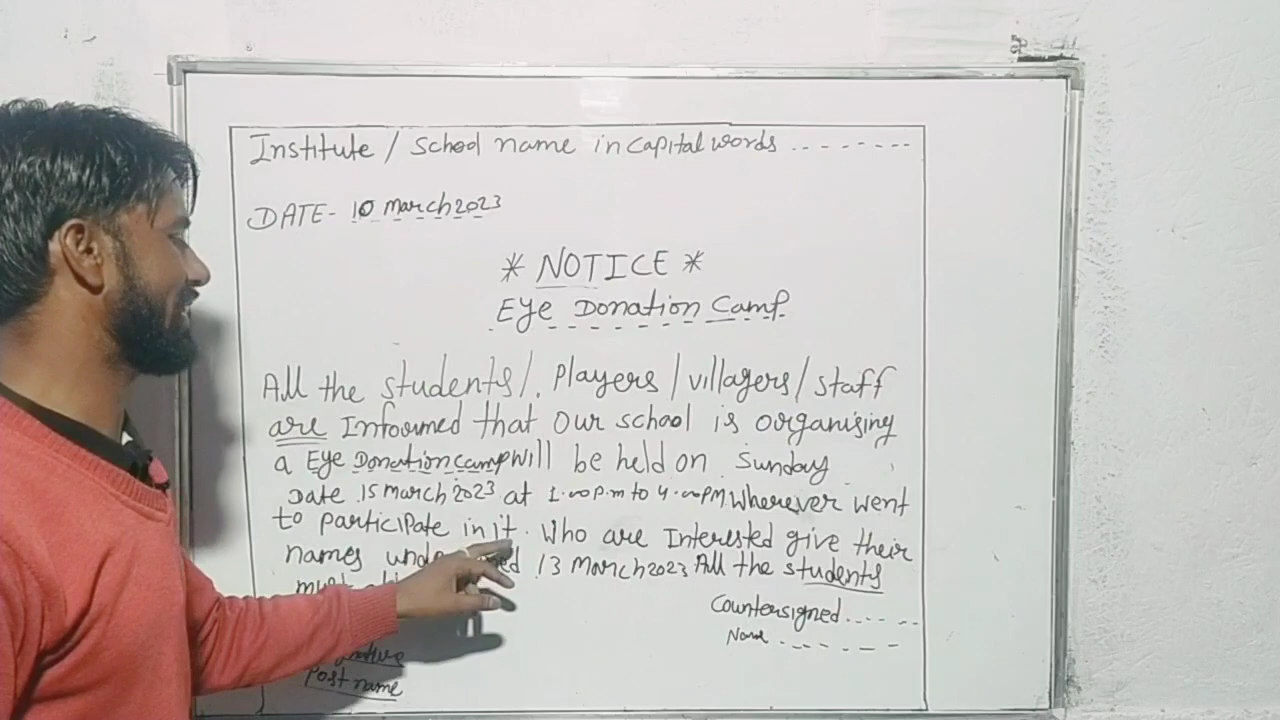 Institute / School name in capital words ........
DATE- 10 March 2023
* NOTICE *
Eye Donation Camp
All the students/. Players /villagers/ staff
are Informed that our school is organising
a Eye Donation camp will be held on Sunday
Date 15 March 2023 at 1.00 p.m to 4.00 PM Wherever went
to participate in it. Who are Interested give their
names 13 March 2023 All the students
Countersigned .... ..
Name - - - - - -
Post name